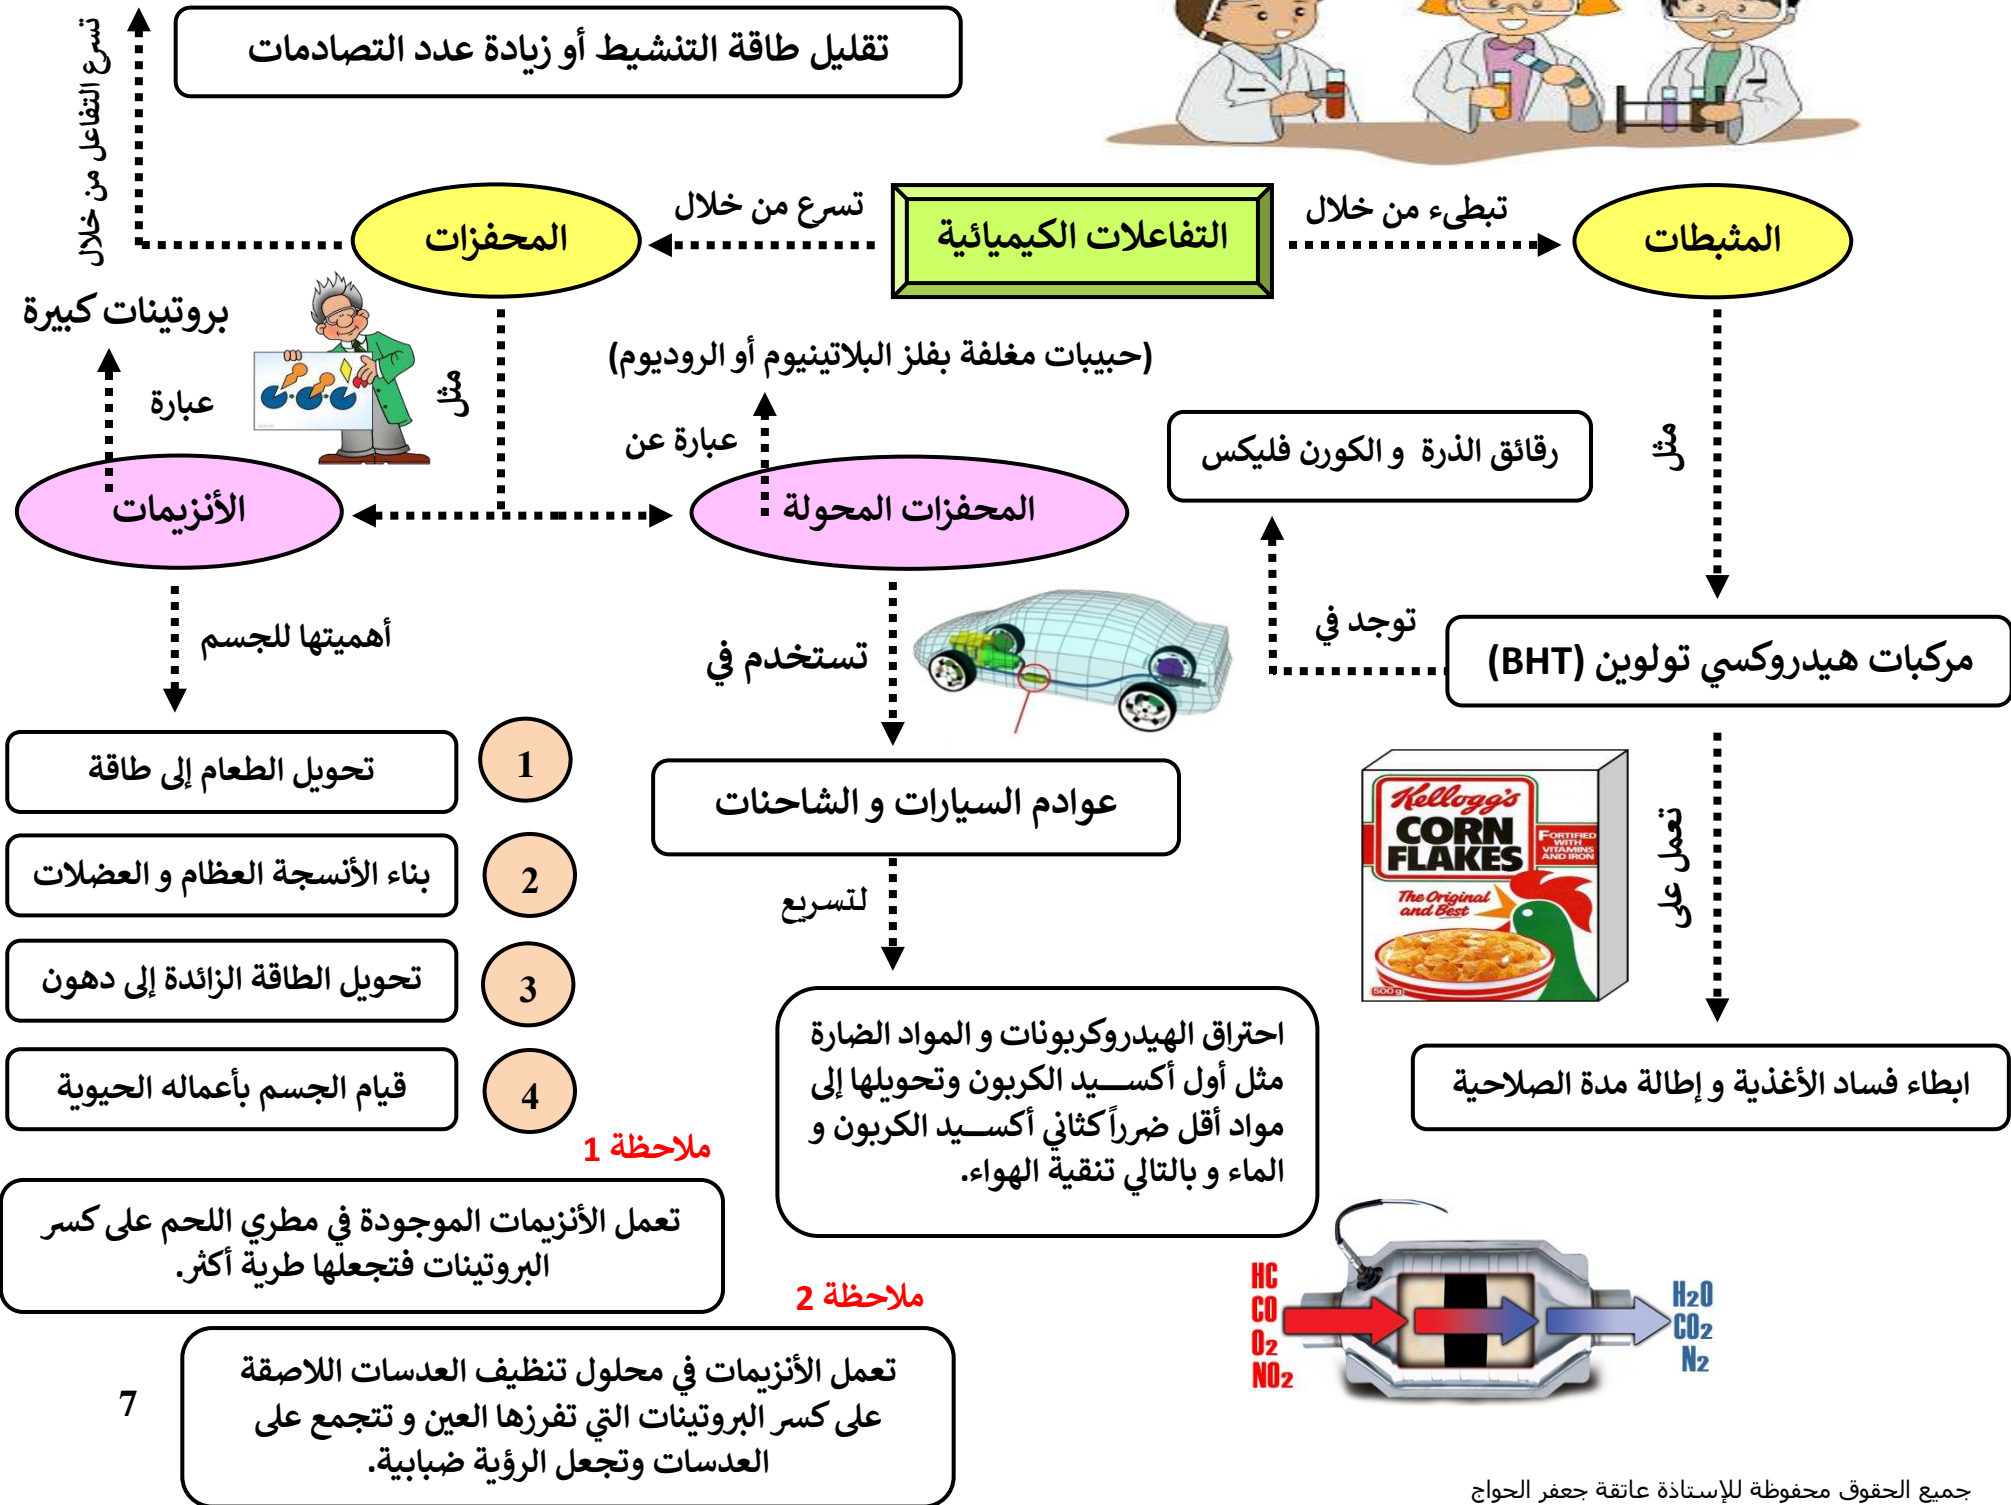 تسرع التفاعل من خلال
تقليل طاقة التنشيط أو زيادة عدد التصادمات
المثبطات
تبطىء من خلال
التفاعلات الكيميائية
تسرع من خلال
المحفزات
بروتينات كبيرة
عبارة
مثل
(حبيبات مغلفة بفلز البلاتينيوم أو الروديوم)
عبارة عن
رقائق الذرة و الكورن فليكس
مثل
المحفزات المحولة
الأنزيمات
توجد في
مركبات هيدروكسي تولوين (BHT)
تستخدم في
أهميتها للجسم
1
تحويل الطعام إلى طاقة
2
بناء الأنسجة العظام و العضلات
3
تحويل الطاقة الزائدة إلى دهون
4
قيام الجسم بأعماله الحيوية
عوادم السيارات و الشاحنات
لتسريع
احتراق الهيدروكربونات و المواد الضارة
مثل أول أكسيد الكربون وتحويلها إلى
مواد أقل ضرراً كثاني أكسيد الكربون و
الماء و بالتالي تنقية الهواء.
Kellogg's
CORN
FLAKES
FORTIFIED
WITH
VITAMINS
AND IRON
The Original
and Best
500g
تعمل على
ابطاء فساد الأغذية و إطالة مدة الصلاحية
ملاحظة 1
تعمل الأنزيمات الموجودة في مطري اللحم على كسر
البروتينات فتجعلها طرية أكثر.
ملاحظة 2
تعمل الأنزيمات في محلول تنظيف العدسات اللاصقة
على كسر البروتينات التي تفرزها العين و تتجمع على
العدسات وتجعل الرؤية ضبابية.
HC
CO
O2
NO2
H2O
CO2
N2
7
جميع الحقوق محفوظة للإستاذة عاتقة جعفر الحواج